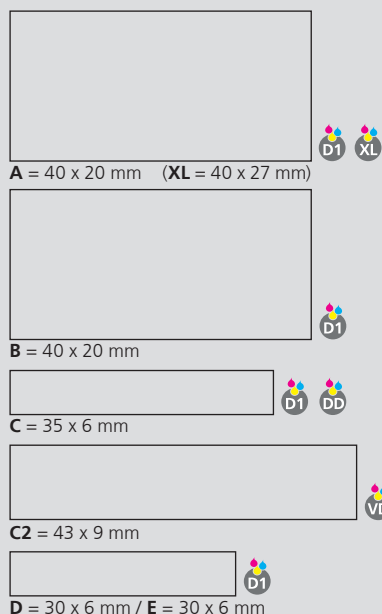 D1 XL
A = 40 x 20 mm (XL = 40 x 27 mm)
D1
B = 40 x 20 mm
D1 DD
C = 35 x 6 mm
C2 = 43 x 9 mm
D1
D = 30 x 6 mm / E = 30 x 6 mm